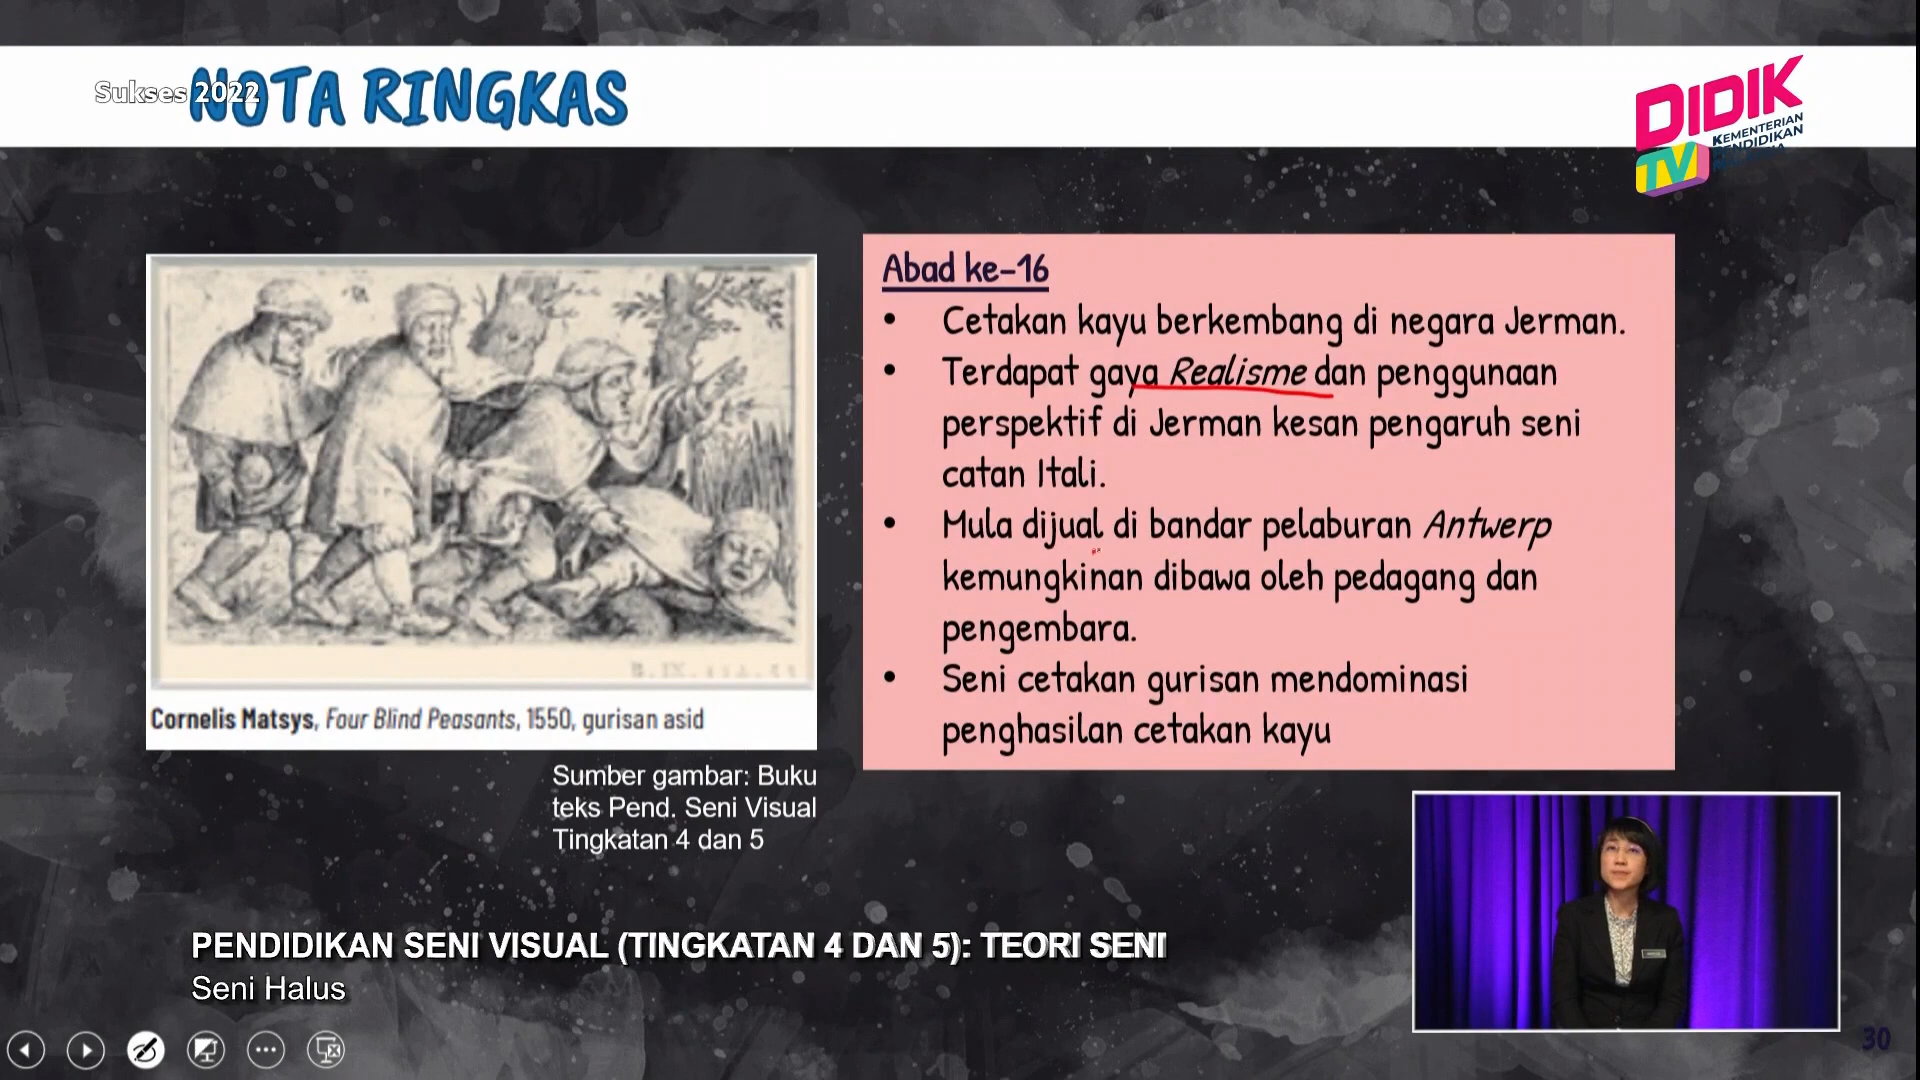 Sukses 2022
NOTA RINGKAS
DIDIK
TV
KEMENTERIAN
PENDIDIKAN
Abad ke-16
• Cetakan kayu berkembang di negara Jerman.
• Terdapat gaya Realisme dan penggunaan
perspektif di Jerman kesan pengaruh seni
catan Itali.
• Mula dijual di bandar pelaburan Antwerp
kemungkinan dibawa oleh pedagang dan
pengembara.
• Seni cetakan gurisan mendominasi
penghasilan cetakan kayu
Cornelis Matsys, Four Blind Peasants, 1550, gurisan asid
Sumber gambar: Buku
teks Pend. Seni Visual
Tingkatan 4 dan 5
PENDIDIKAN SENI VISUAL (TINGKATAN 4 DAN 5): TEORI SENI
Seni Halus
30